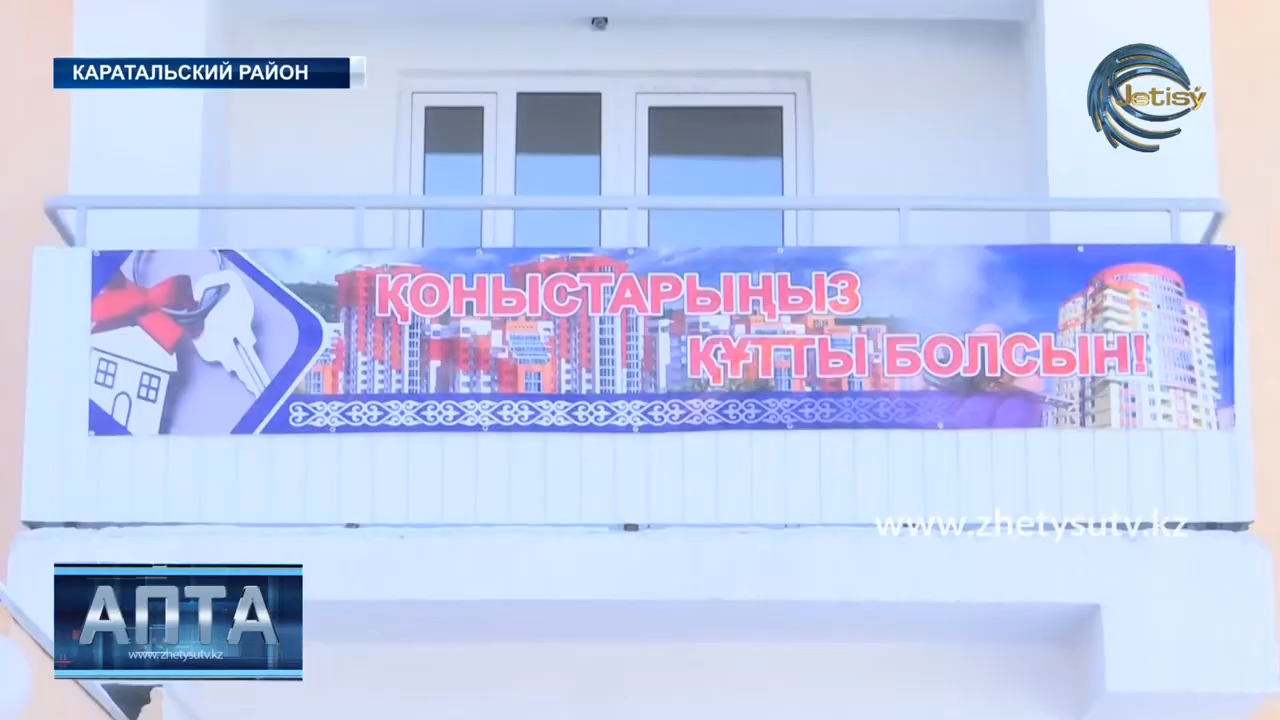 КАРАТАЛЬСКИЙ РАЙОН
Jetisý
ҚОНЫСТАРЫҢЫЗ
ҚҰТТЫ БОЛСЫН!
www.zhetysutv.kz
АПТА
www.zhetysutv.kz